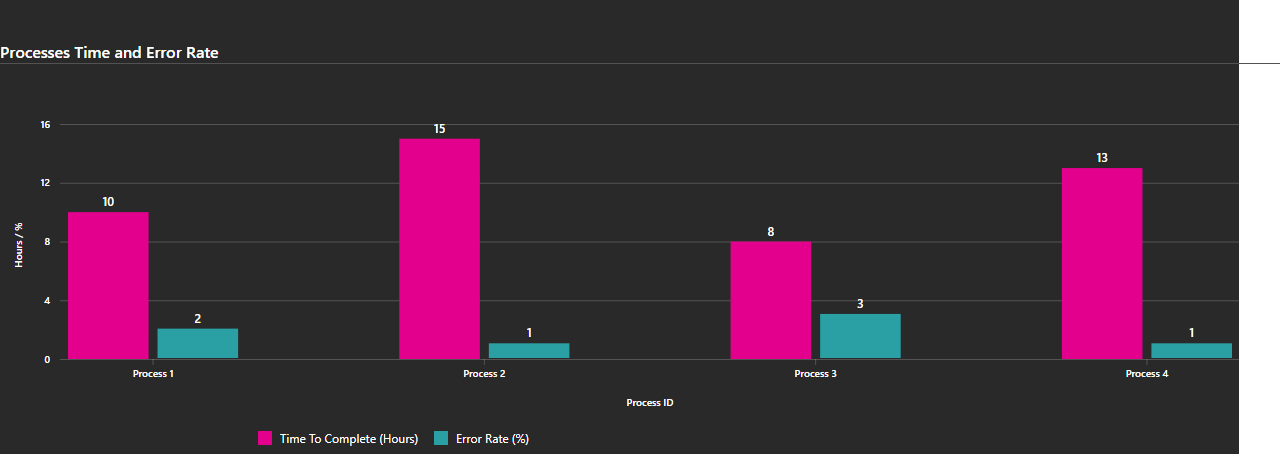 Processes Time and Error Rate
16
12
8
4
0
Hours / %
10
2
15
1
8
3
13
1
Process 1
Process 2
Process 3
Process 4
Process ID
Time To Complete (Hours)
Error Rate (%)